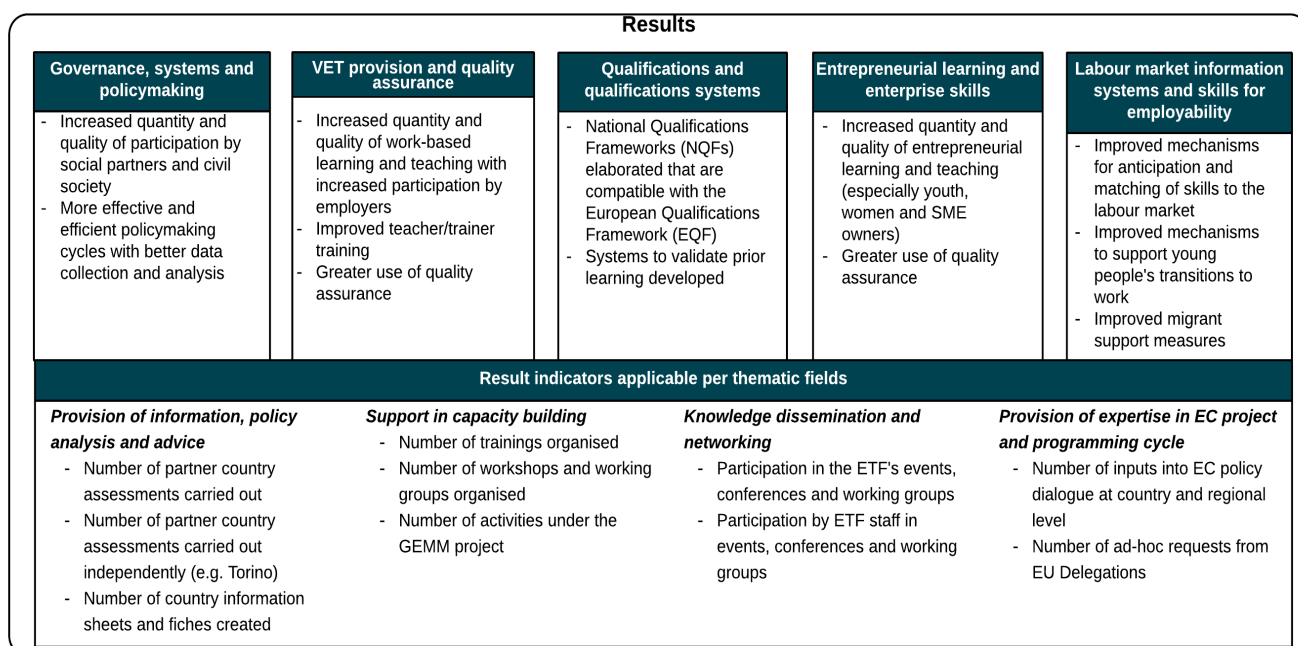 Results
Governance, systems and
policymaking
- Increased quantity and
quality of participation by
social partners and civil
society
- More effective and
efficient policymaking
cycles with better data
collection and analysis
VET provision and quality
assurance
- Increased quantity and
quality of work-based
learning and teaching with
increased participation by
employers
- Improved teacher/trainer
training
- Greater use of quality
assurance
Qualifications and
qualifications systems
- National Qualifications
Frameworks (NQFs)
elaborated that are
compatible with the
European Qualifications
Framework (EQF)
- Systems to validate prior
learning developed
Entrepreneurial learning and
enterprise skills
- Increased quantity and
quality of entrepreneurial
learning and teaching
(especially youth,
women and SME
owners)
- Greater use of quality
assurance
Labour market information
systems and skills for
employability
- Improved mechanisms
for anticipation and
matching of skills to the
labour market
- Improved mechanisms
to support young
people's transitions to
work
- Improved migrant
support measures
Result indicators applicable per thematic fields
Provision of information, policy
analysis and advice
- Number of partner country
assessments carried out
- Number of partner country
assessments carried out
independently (e.g. Torino)
- Number of country information
sheets and fiches created
Support in capacity building
- Number of trainings organised
- Number of workshops and working
groups organised
- Number of activities under the
GEMM project
Knowledge dissemination and
networking
- Participation in the ETF's events,
conferences and working groups
- Participation by ETF staff in
events, conferences and working
groups
Provision of expertise in EC project
and programming cycle
- Number of inputs into EC policy
dialogue at country and regional
level
- Number of ad-hoc requests from
EU Delegations